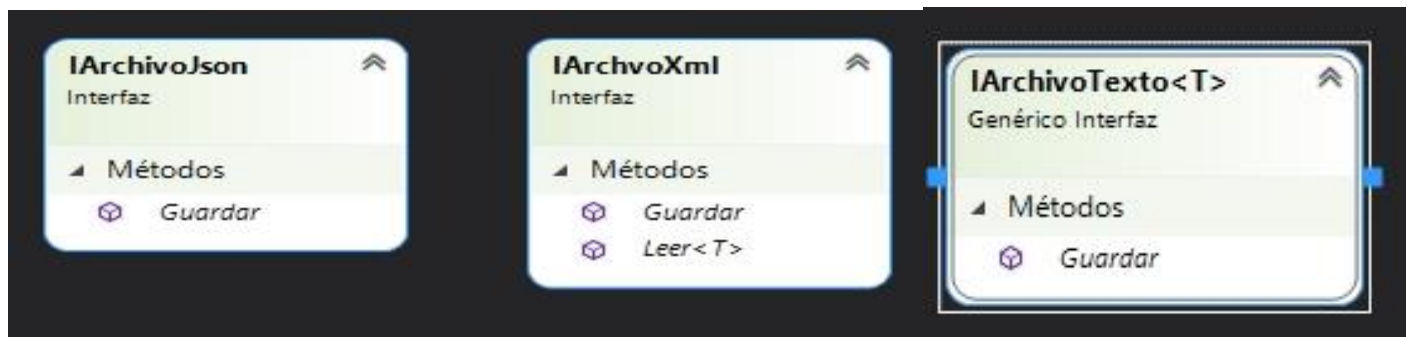 IArchivoJson
Interfaz
Métodos
Guardar
IArchvoXml
Interfaz
Métodos
Guardar
Leer<T>
IArchivoTexto<T>
Genérico Interfaz
Métodos
Guardar